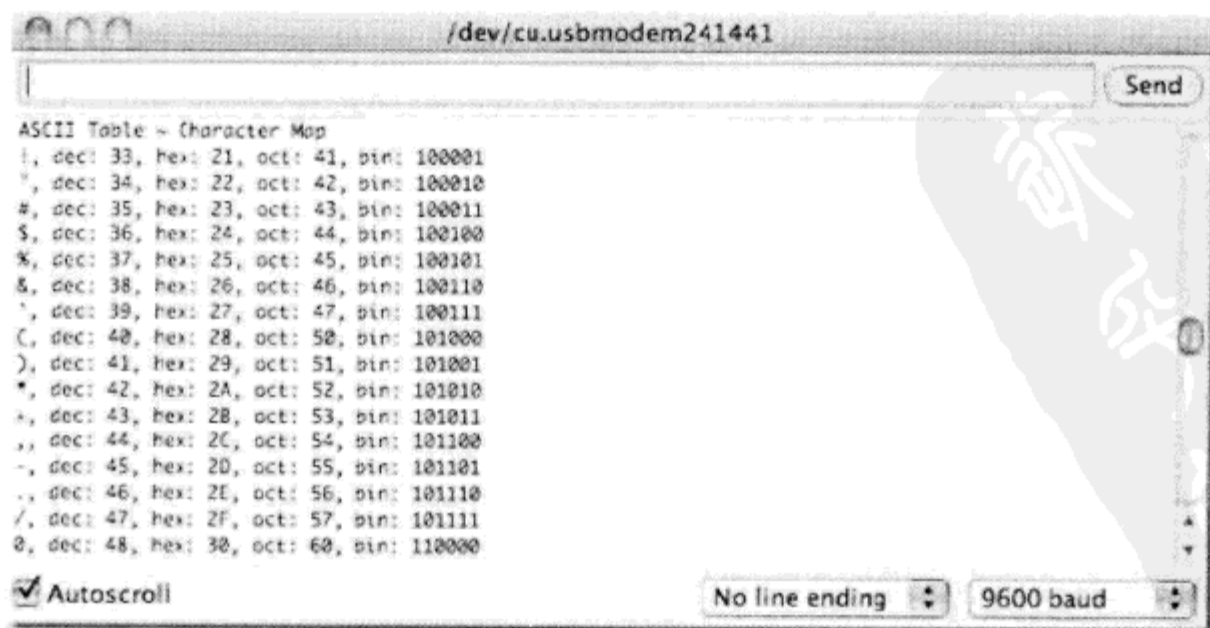 /dev/cu.usbmodem241441
Send
ASCII Table ~ Character Map
!, dec: 33, hex: 21, oct: 41, bin: 100001
", dec: 34, hex: 22, oct: 42, bin: 100010
#, dec: 35, hex: 23, oct: 43, bin: 100011
$, dec: 36, hex: 24, oct: 44, bin: 100100
%, dec: 37, hex: 25, oct: 45, bin: 100101
&, dec: 38, hex: 26, oct: 46, bin: 100110
', dec: 39, hex: 27, oct: 47, bin: 100111
(, dec: 40, hex: 28, oct: 50, bin: 101000
), dec: 41, hex: 29, oct: 51, bin: 101001
*, dec: 42, hex: 2A, oct: 52, bin: 101010
+, dec: 43, hex: 2B, oct: 53, bin: 101011
,, dec: 44, hex: 2C, oct: 54, bin: 101100
-, dec: 45, hex: 2D, oct: 55, bin: 101101
., dec: 46, hex: 2E, oct: 56, bin: 101110
/, dec: 47, hex: 2F, oct: 57, bin: 101111
0, dec: 48, hex: 30, oct: 60, bin: 110000
Autoscroll
No line ending
9600 baud